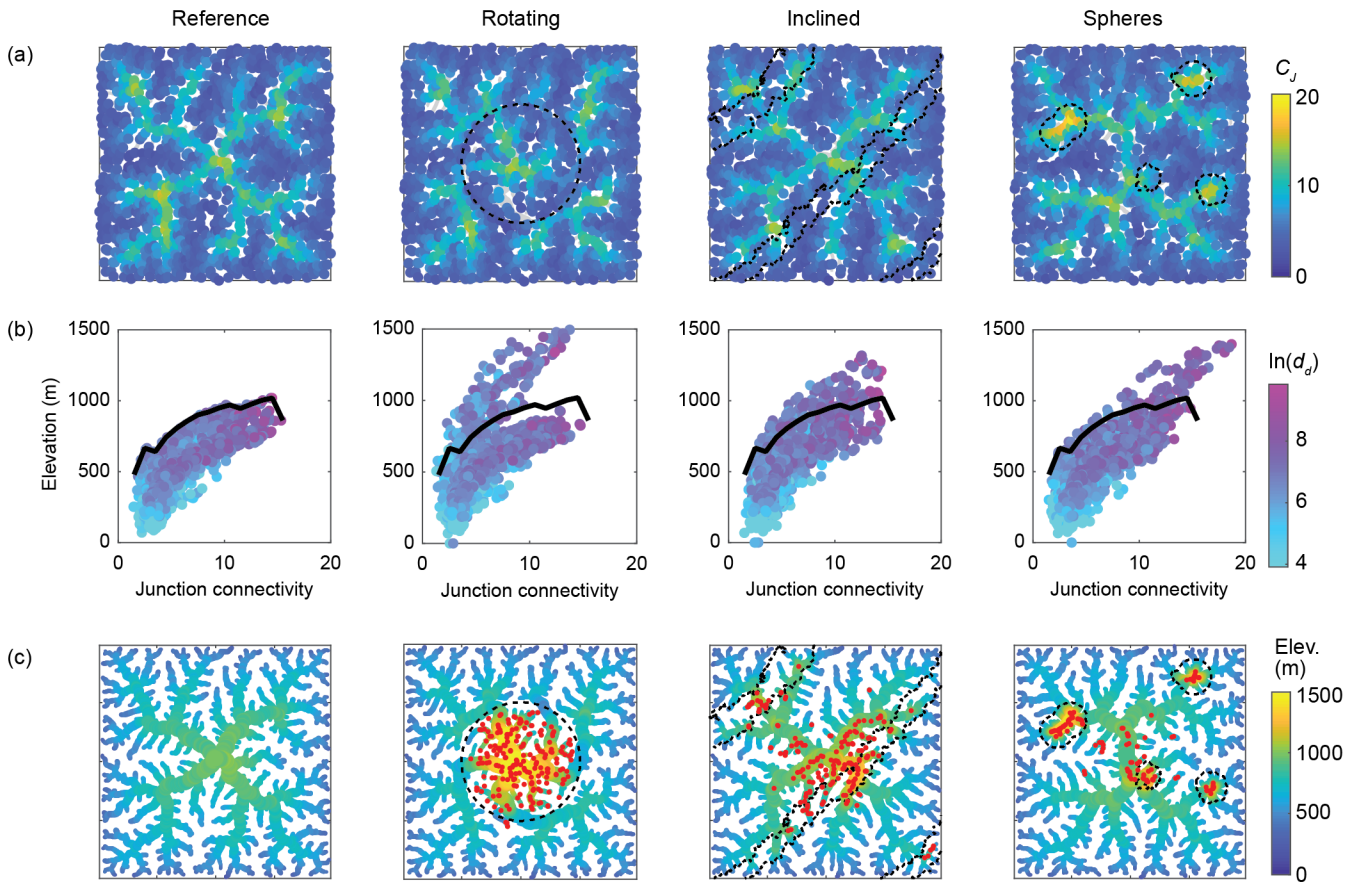 Reference Rotating Inclined Spheres
(a)
C_J
20
10
0
(b)
1500 1500 1500 1500
1000 1000 1000 1000
500 500 500 500
0 0 0 0
Elevation (m)
0 10 20 0 10 20 0 10 20 0 10 20
Junction connectivity Junction connectivity Junction connectivity Junction connectivity
ln(d_d)
8
6
4
(c)
Elev.
(m)
1500
1000
500
0